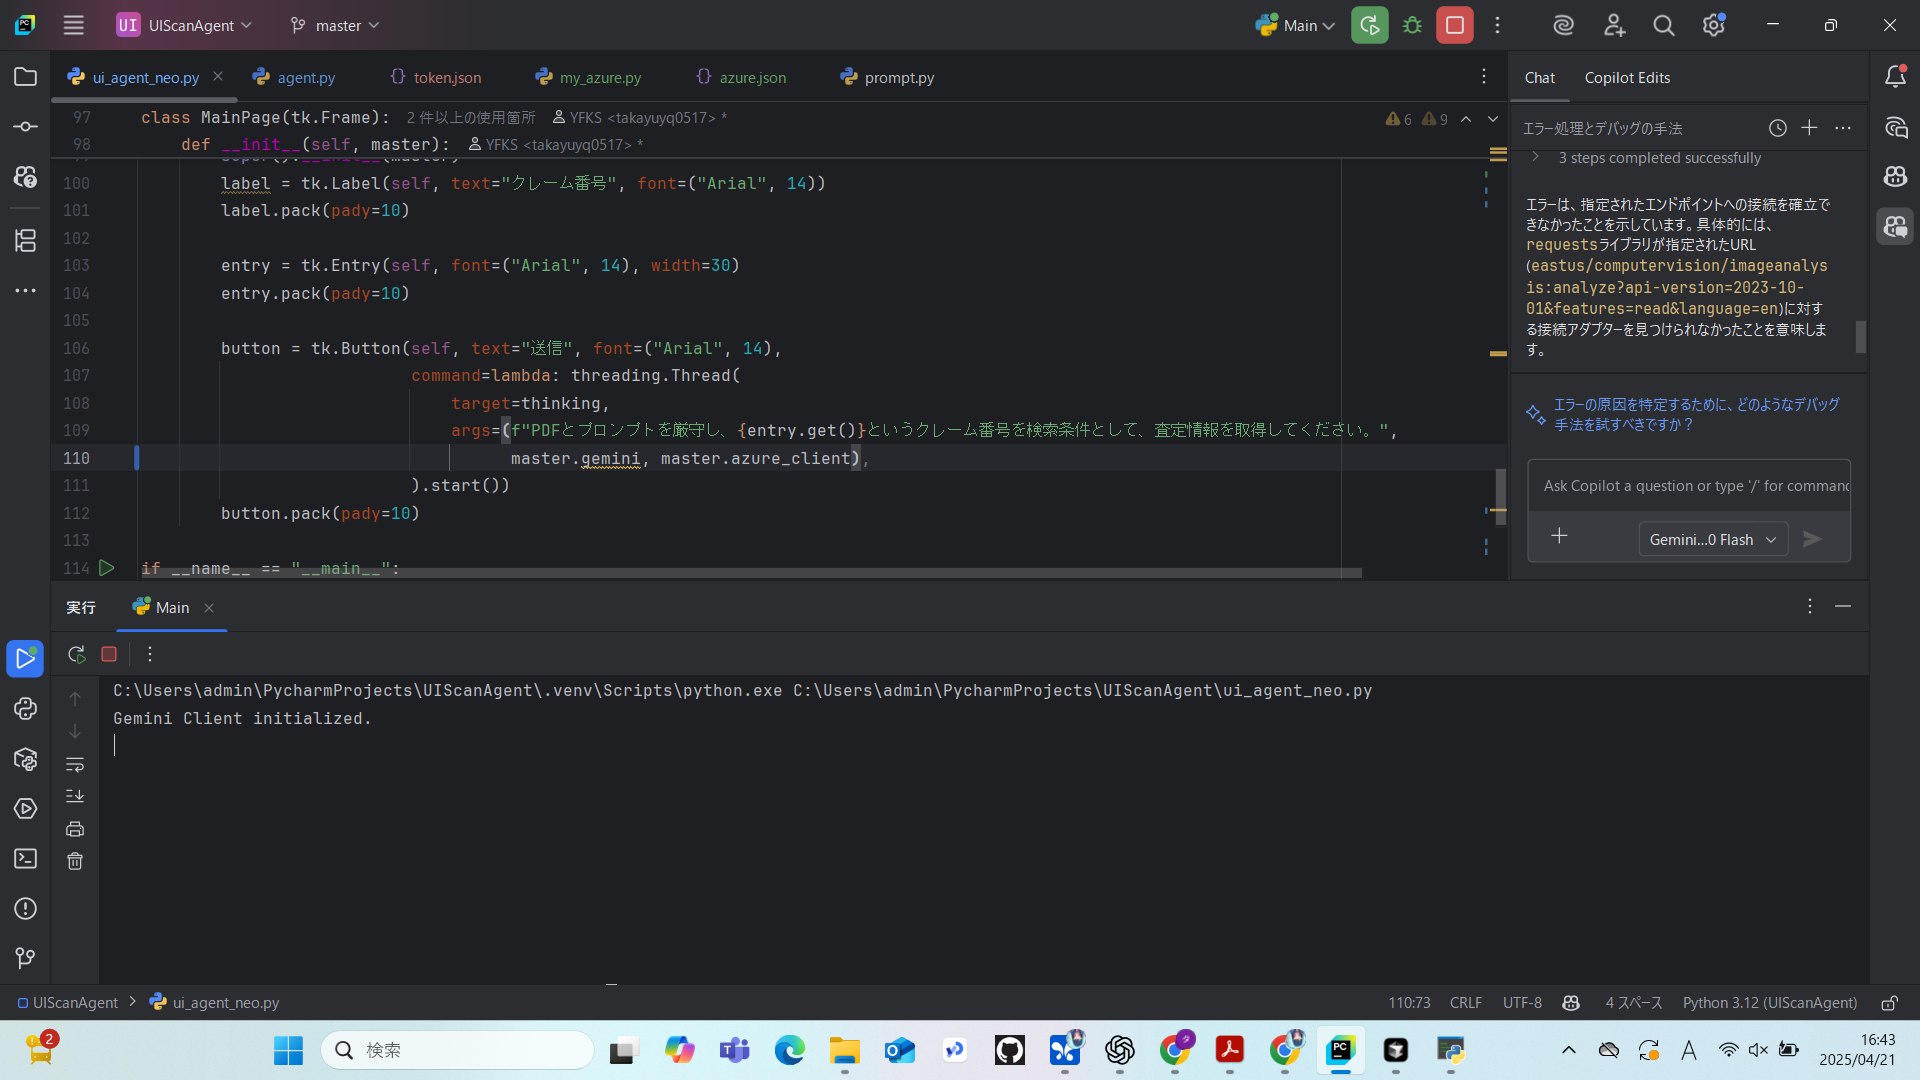 UI UIScanAgent master Main
ui_agent_neo.py agent.py token.json my_azure.py azure.json prompt.py
97 class MainPage(tk.Frame): 2 件以上の使用箇所 YFKS <takayuyq0517> * 6 9
98 def __init__(self, master): YFKS <takayuyq0517> *
100 label = tk.Label(self, text="クレーム番号", font=("Arial", 14))
101 label.pack(pady=10)
102
103 entry = tk.Entry(self, font=("Arial", 14), width=30)
104 entry.pack(pady=10)
105
106 button = tk.Button(self, text="送信", font=("Arial", 14),
107 command=lambda: threading.Thread(
108 target=thinking,
109 args=(f"PDFとプロンプトを厳守し、{entry.get()}というクレーム番号を検索条件として、査定情報を取得してください。",
110 master.gemini, master.azure_client),
111 ).start())
112 button.pack(pady=10)
113
114 if __name__ == "__main__":
Chat Copilot Edits
エラー処理とデバッグの手法
3 steps completed successfully
エラーは、指定されたエンドポイントへの接続を確立で
きなかったことを示しています。具体的には、
requestsライブラリが指定されたURL
(eastus/computervision/imageanalys
is:analyze?api-version=2023-10-
01&features=read&language=en)に対す
る接続アダプターを見つけられなかったことを意味しま
す。
エラーの原因を特定するために、どのようなデバッグ
手法を試すべきですか？
Ask Copilot a question or type '/' for command
Gemini...0 Flash
実行 Main
C:\Users\admin\PycharmProjects\UIScanAgent\.venv\Scripts\python.exe C:\Users\admin\PycharmProjects\UIScanAgent\ui_agent_neo.py
Gemini Client initialized.
UIScanAgent ui_agent_neo.py 110:73 CRLF UTF-8 4 スペース Python 3.12 (UIScanAgent)
2 検索 A 16:43
2025/04/21